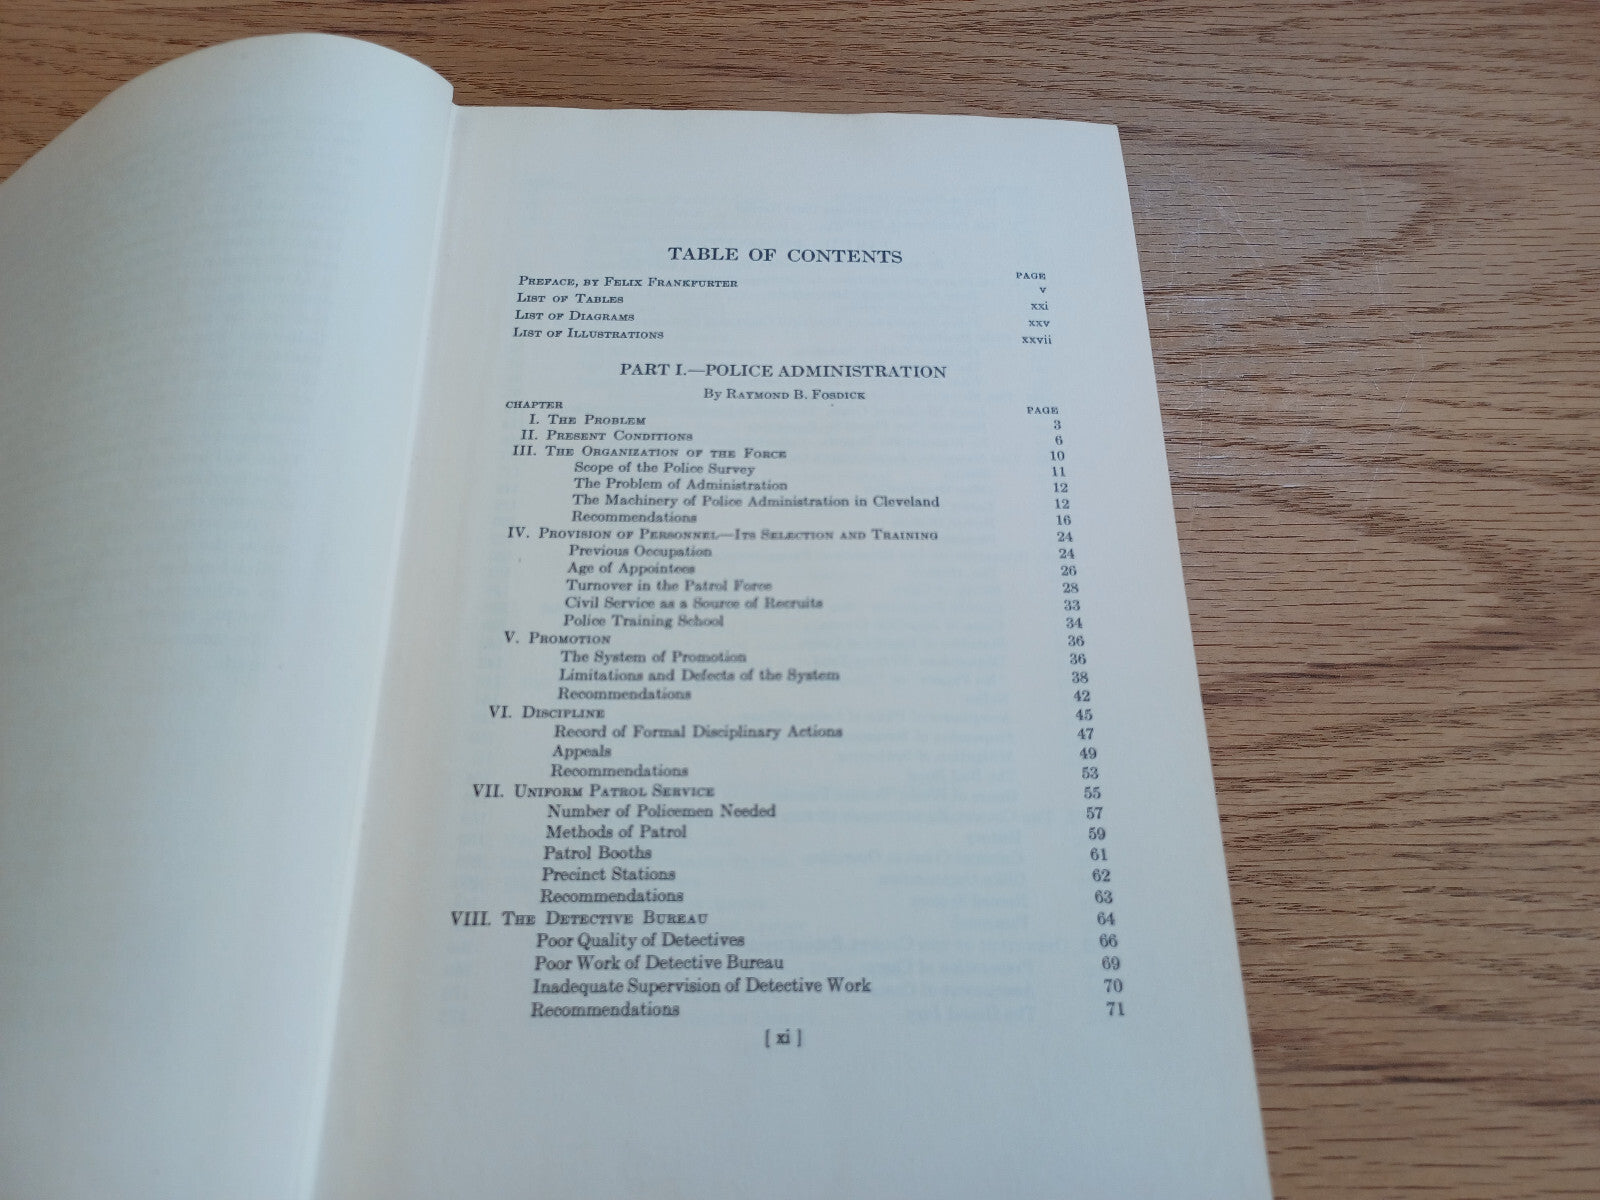 TABLE OF CONTENTS
PAGE
Preface, by Felix Frankfurter v
List of Tables xxi
List of Diagrams xxv
List of Illustrations xxvii
PART I.—POLICE ADMINISTRATION
By Raymond B. Fosdick
CHAPTER PAGE
I. The Problem 3
II. Present Conditions 6
III. The Organization of the Force 10
Scope of the Police Survey 11
The Problem of Administration 12
The Machinery of Police Administration in Cleveland 12
Recommendations 16
IV. Provision of Personnel—Its Selection and Training 24
Previous Occupation 24
Age of Appointees 26
Turnover in the Patrol Force 28
Civil Service as a Source of Recruits 33
Police Training School 34
V. Promotion 36
The System of Promotion 36
Limitations and Defects of the System 38
Recommendations 42
VI. Discipline 45
Record of Formal Disciplinary Actions 47
Appeals 49
Recommendations 53
VII. Uniform Patrol Service 55
Number of Policemen Needed 57
Methods of Patrol 59
Patrol Booths 61
Precinct Stations 62
Recommendations 63
VIII. The Detective Bureau 64
Poor Quality of Detectives 66
Poor Work of Detective Bureau 69
Inadequate Supervision of Detective Work 70
Recommendations 71
[ xi ]